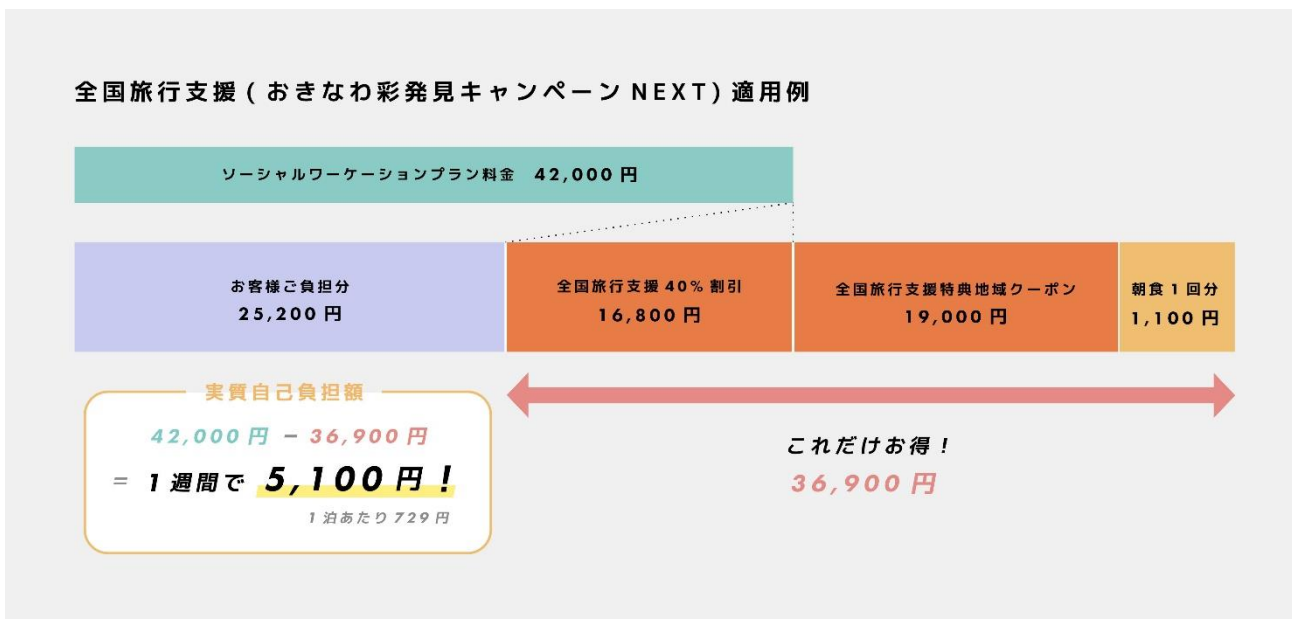 全国旅行支援(おきなわ彩発見キャンペーンNEXT)適用例
ソーシャルワーケーションプラン料金 42,000円
お客様ご負担分
25,200円
全国旅行支援40%割引
16,800円
全国旅行支援特典地域クーポン
19,000円
朝食1回分
1,100円
実質自己負担額
42,000円 − 36,900円
= 1週間で 5,100円!
1泊あたり729円
これだけお得!
36,900円